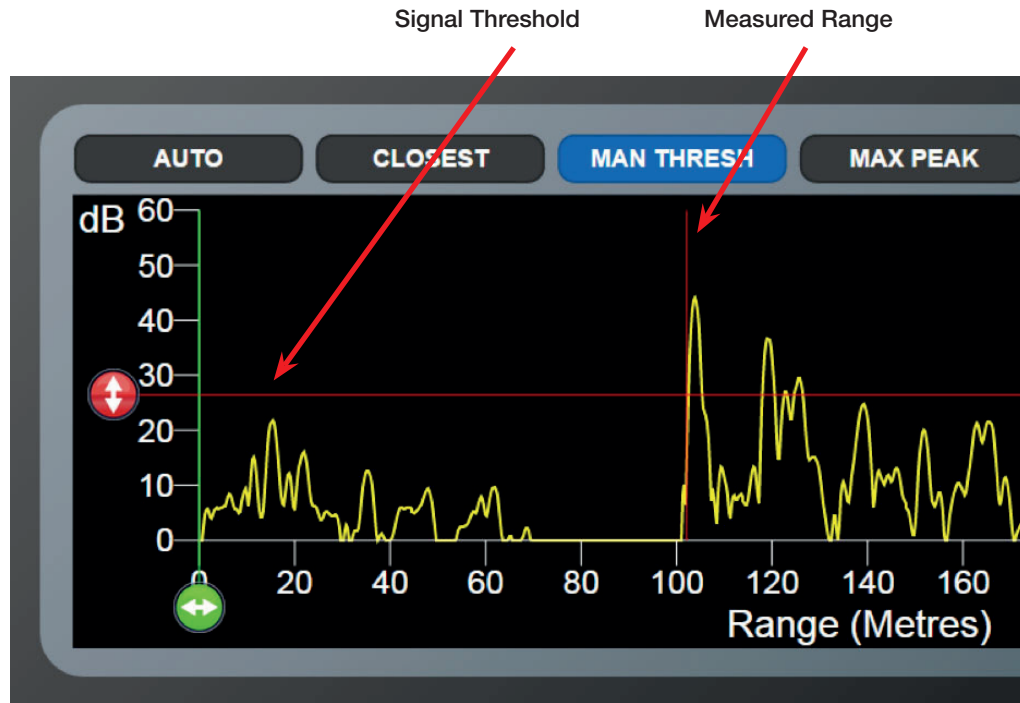 Signal Threshold Measured Range
AUTO CLOSEST MAN THRESH MAX PEAK
dB 60
50
40
30
20
10
0
0 20 40 60 80 100 120 140 160
Range (Metres)